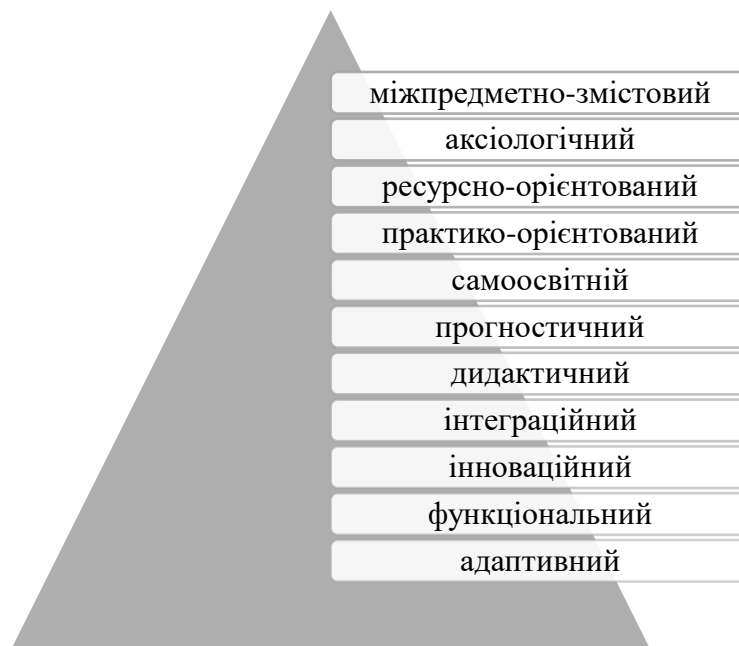 міжпредметно-змістовий
аксіологічний
ресурсно-орієнтований
практико-орієнтований
самоосвітній
прогностичний
дидактичний
інтеграційний
інноваційний
функціональний
адаптивний